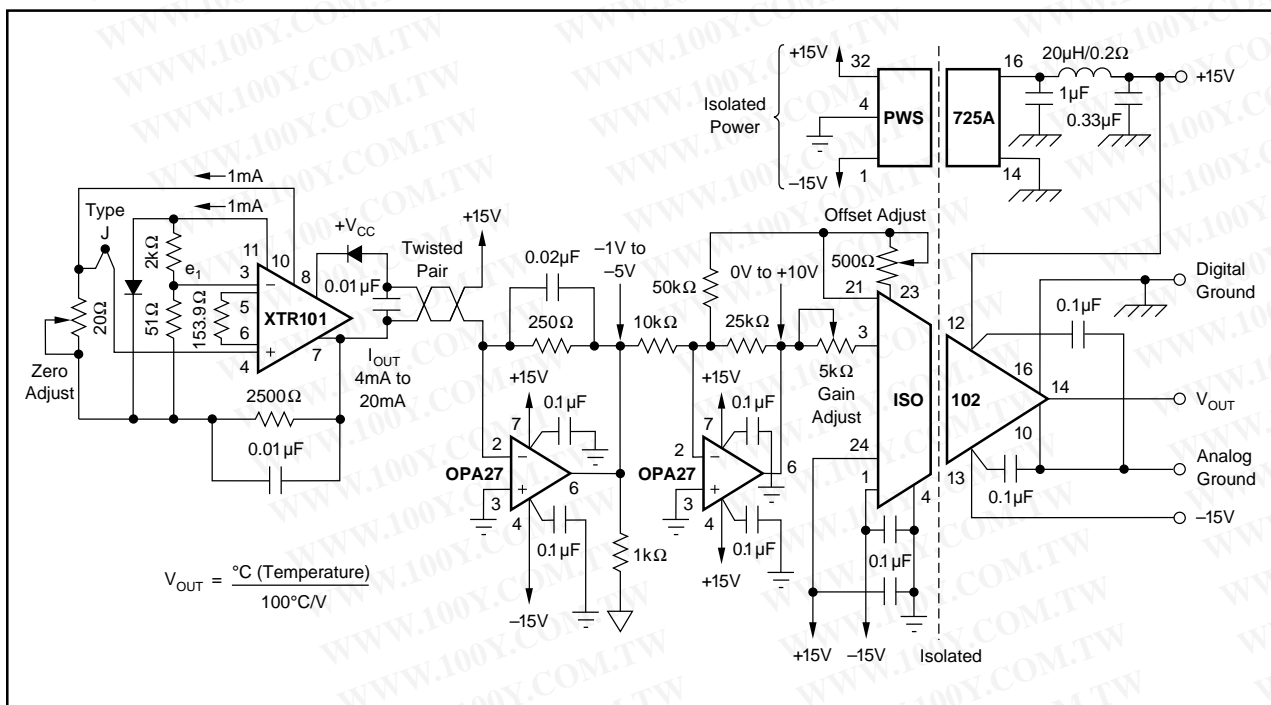 +15V
32
Isolated
Power
4
PWS
–15V
1
725A
16
20µH/0.2Ω
+15V
1µF
0.33µF
14
1mA
1mA
Type
J
2kΩ
11
10
+VCC
8
Twisted
Pair
+15V
e1
3
–
5
XTR101
6
+
4
7
20Ω
51Ω
153.9Ω
Zero
Adjust
2500Ω
0.01µF
0.01µF
IOUT
4mA to
20mA
0.02µF
250Ω
–1V to
–5V
10kΩ
50kΩ
25kΩ
0V to +10V
Offset Adjust
500Ω
21
23
3
5kΩ
Gain
Adjust
ISO
24
1
4
+15V
7
0.1µF
2
–
OPA27
+
3
6
4
0.1µF
–15V
1kΩ
+15V
7
0.1µF
2
–
OPA27
+
3
6
4
0.1µF
+15V
0.1µF
+15V
–15V
Isolated
12
0.1µF
102
16
14
10
13
0.1µF
Digital
Ground
VOUT
Analog
Ground
–15V
VOUT = °C (Temperature)
100°C/V
WWW.100Y.COM.TW